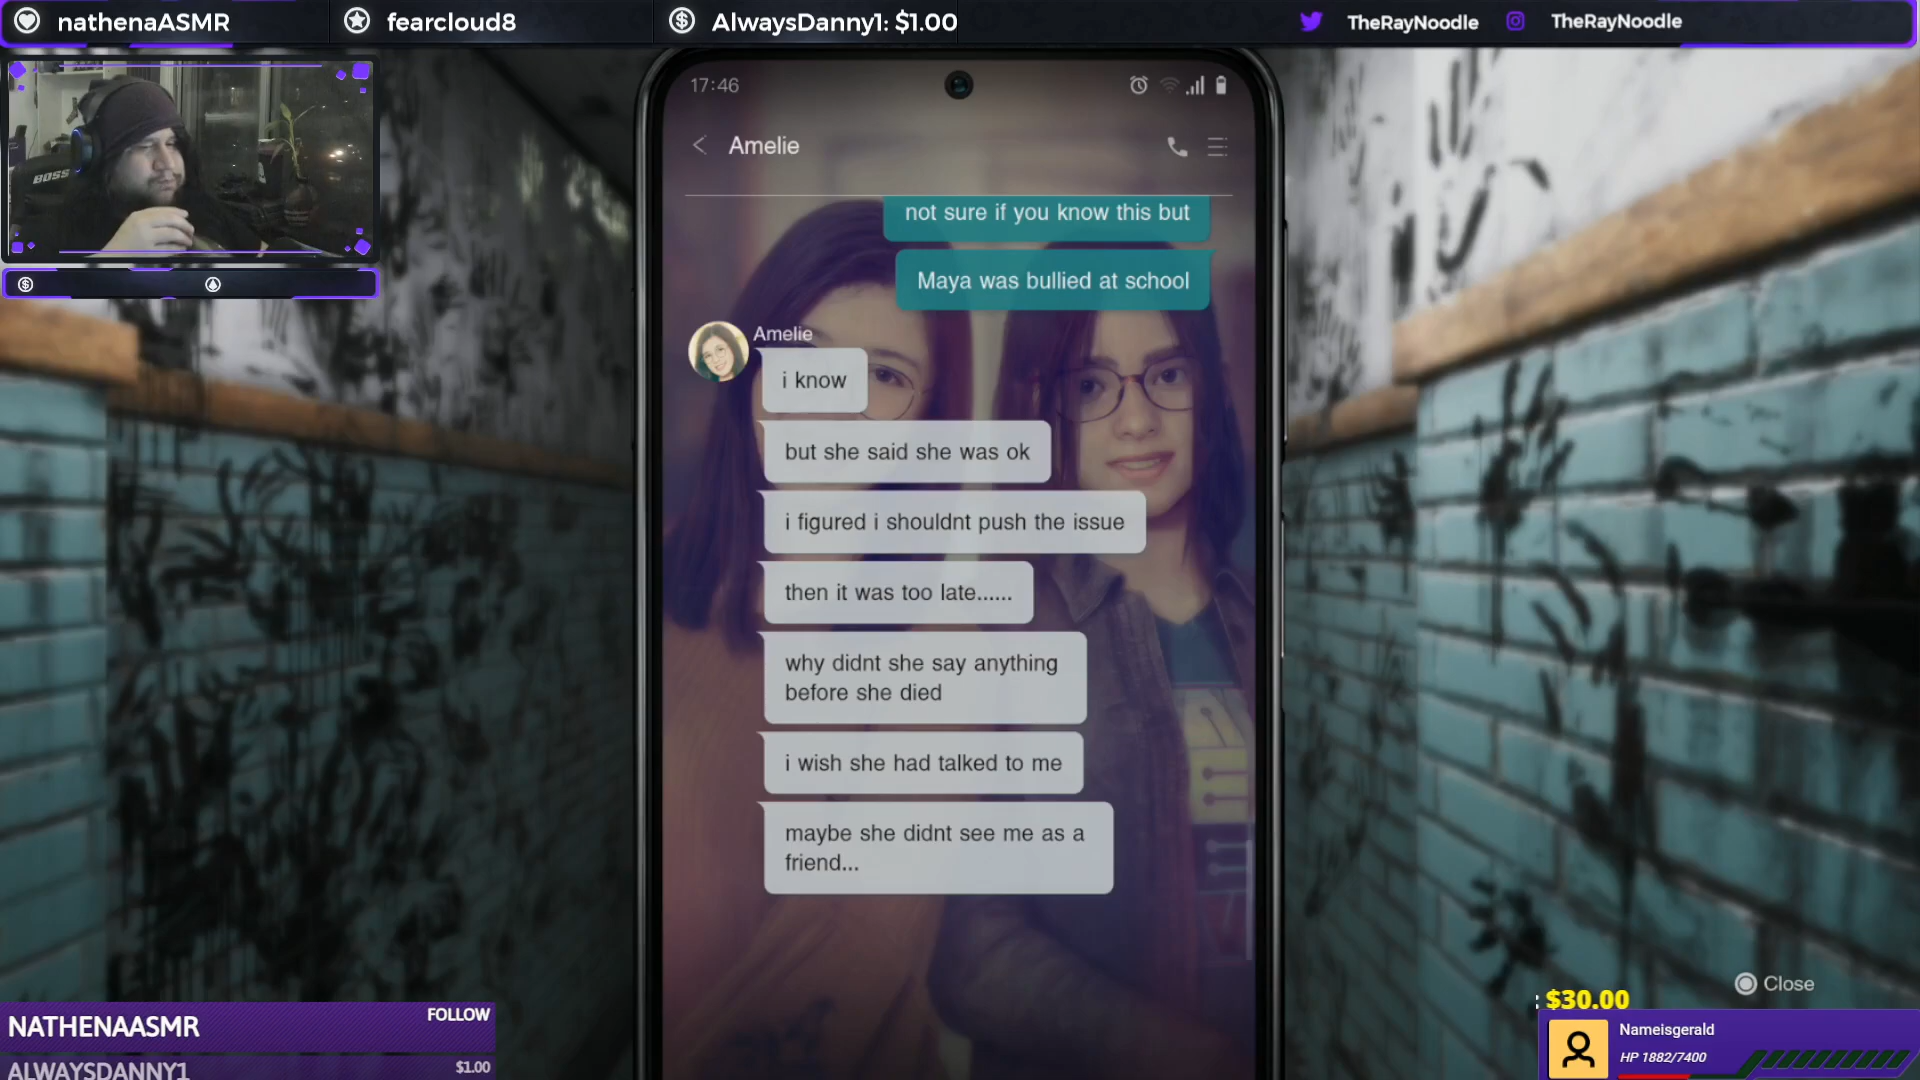 nathenaASMR
fearcloud8
AlwaysDanny1: $1.00
TheRayNoodle
TheRayNoodle
BOSS
17:46
Amelie
not sure if you know this but
Maya was bullied at school
Amelie
i know
but she said she was ok
i figured i shouldnt push the issue
then it was too late......
why didnt she say anything
before she died
i wish she had talked to me
maybe she didnt see me as a
friend...
Close
: $30.00
Nameisgerald
HP 1882/7400
NATHENAASMR
FOLLOW
ALWAYSDANNY1
$1.00